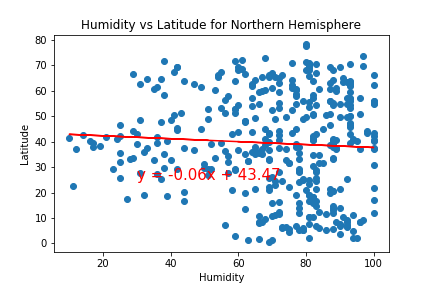 Humidity vs Latitude for Northern Hemisphere
80
70
60
50
40
30
20
10
0
Latitude
y = -0.06x + 43.47
20 40 60 80 100
Humidity